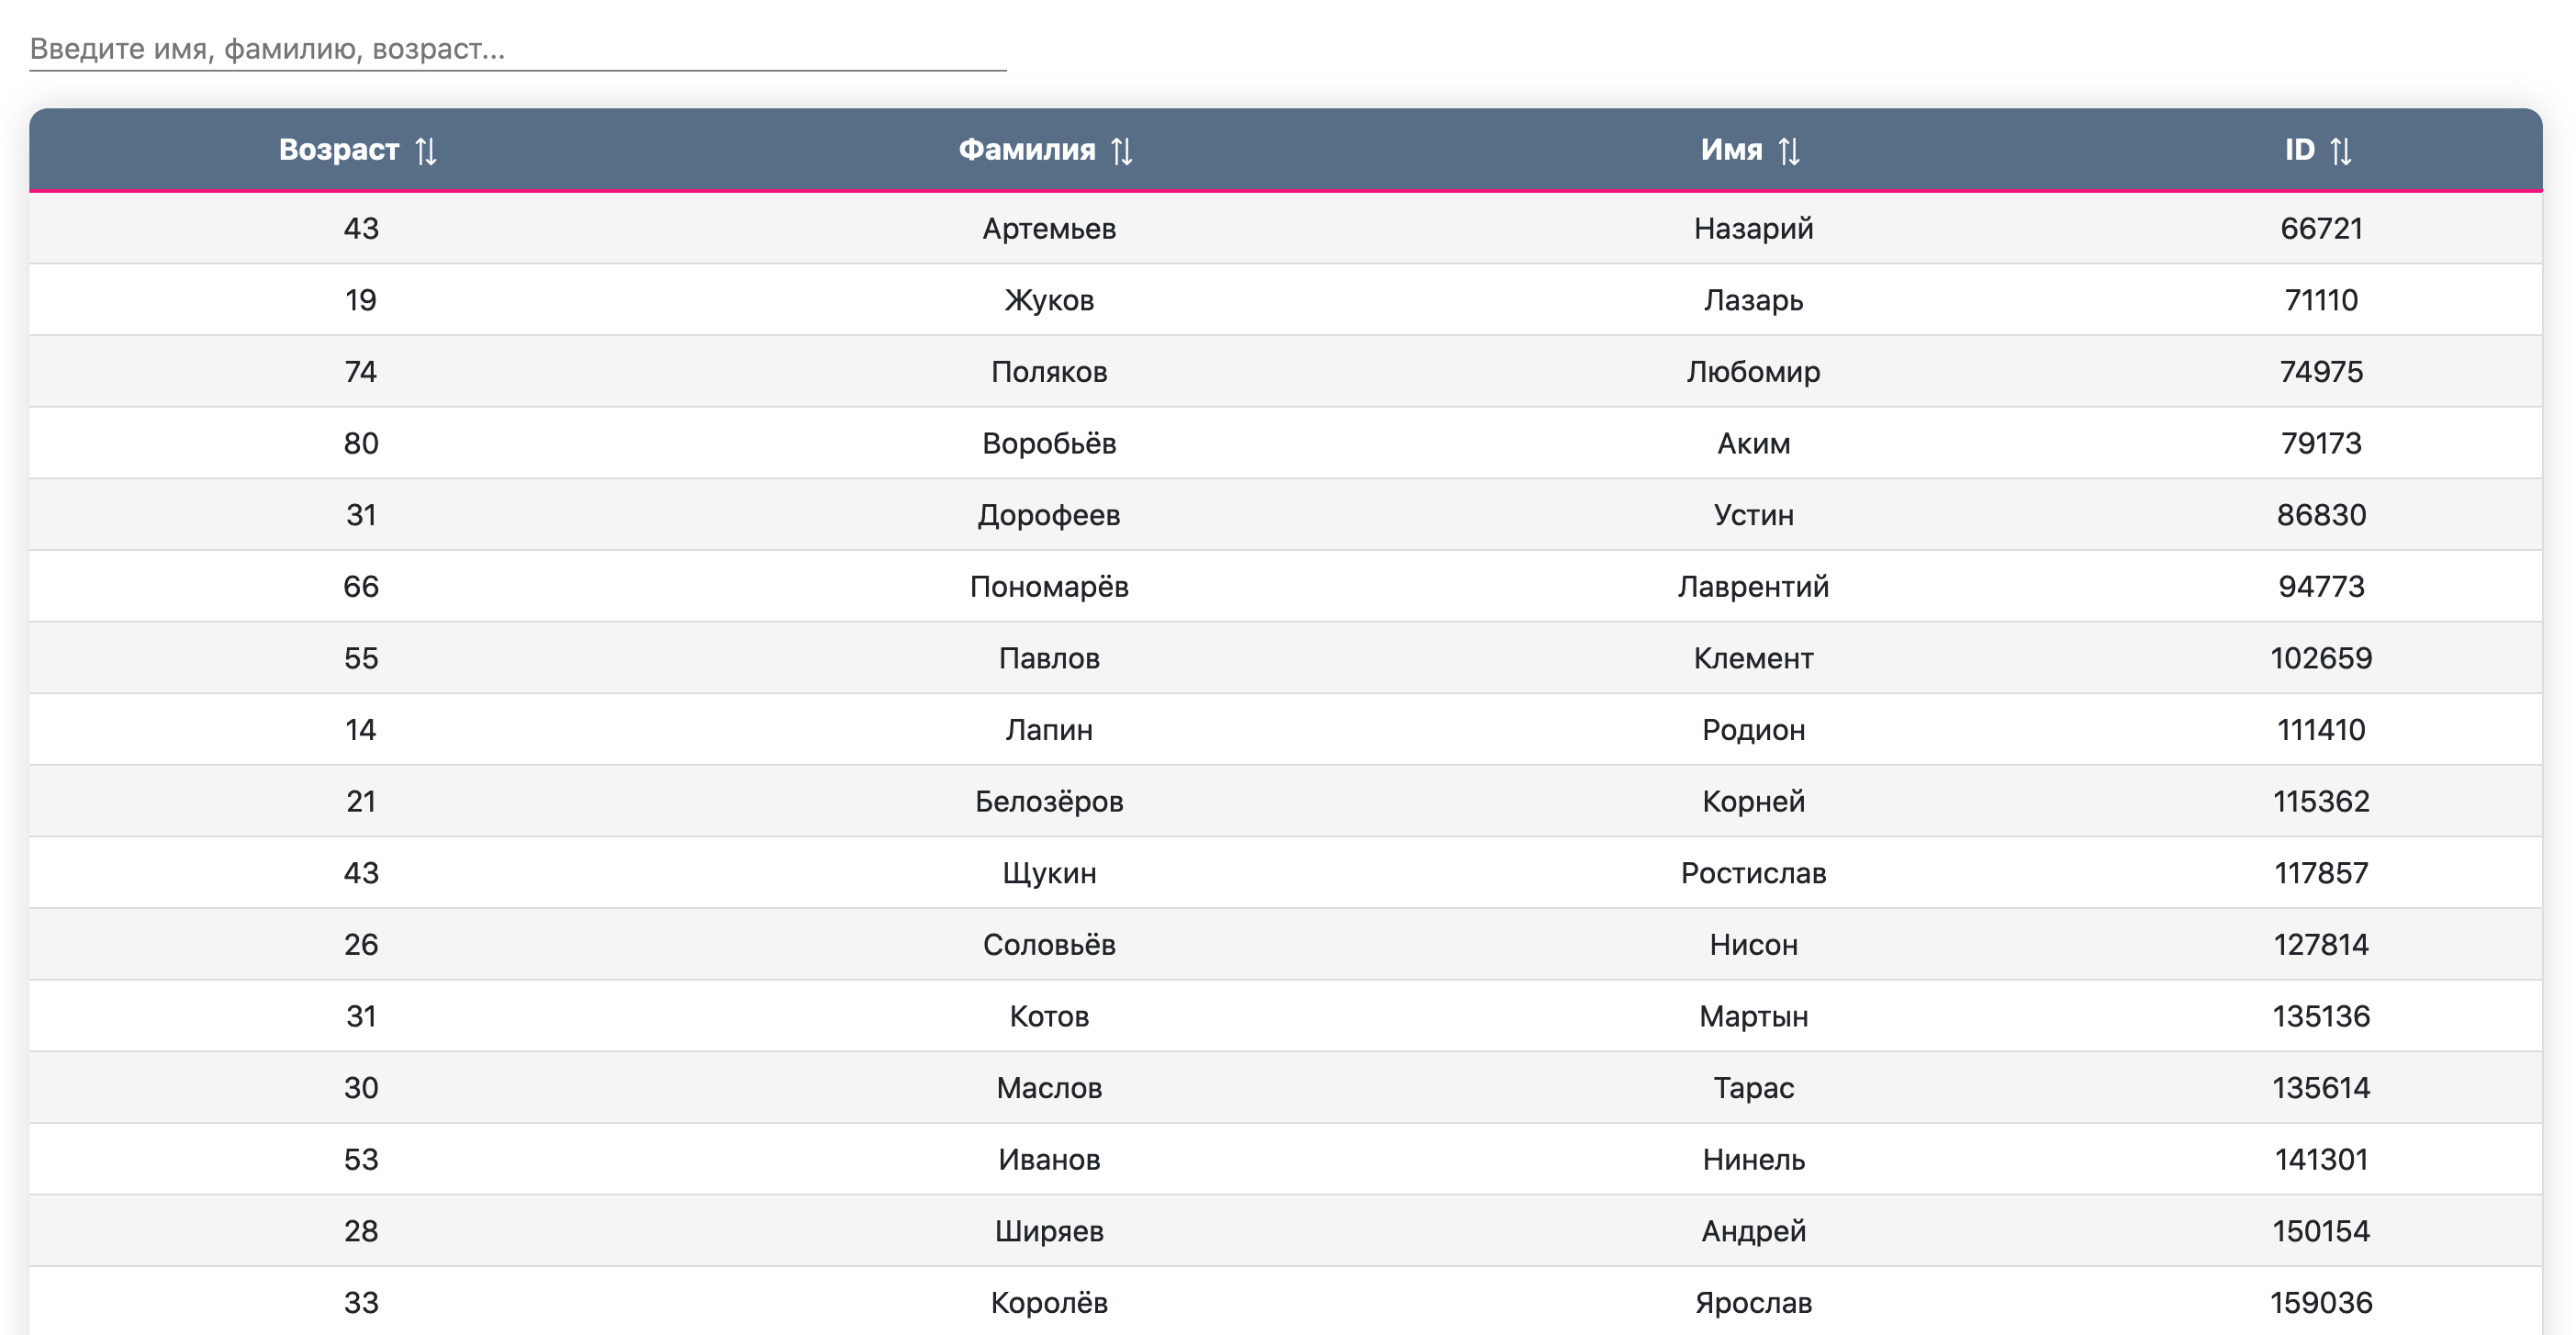 Введите имя, фамилию, возраст...
Возраст Фамилия Имя ID
43 Артемьев Назарий 66721
19 Жуков Лазарь 71110
74 Поляков Любомир 74975
80 Воробьёв Аким 79173
31 Дорофеев Устин 86830
66 Пономарёв Лаврентий 94773
55 Павлов Клемент 102659
14 Лапин Родион 111410
21 Белозёров Корней 115362
43 Щукин Ростислав 117857
26 Соловьёв Нисон 127814
31 Котов Мартын 135136
30 Маслов Тарас 135614
53 Иванов Нинель 141301
28 Ширяев Андрей 150154
33 Королёв Ярослав 159036